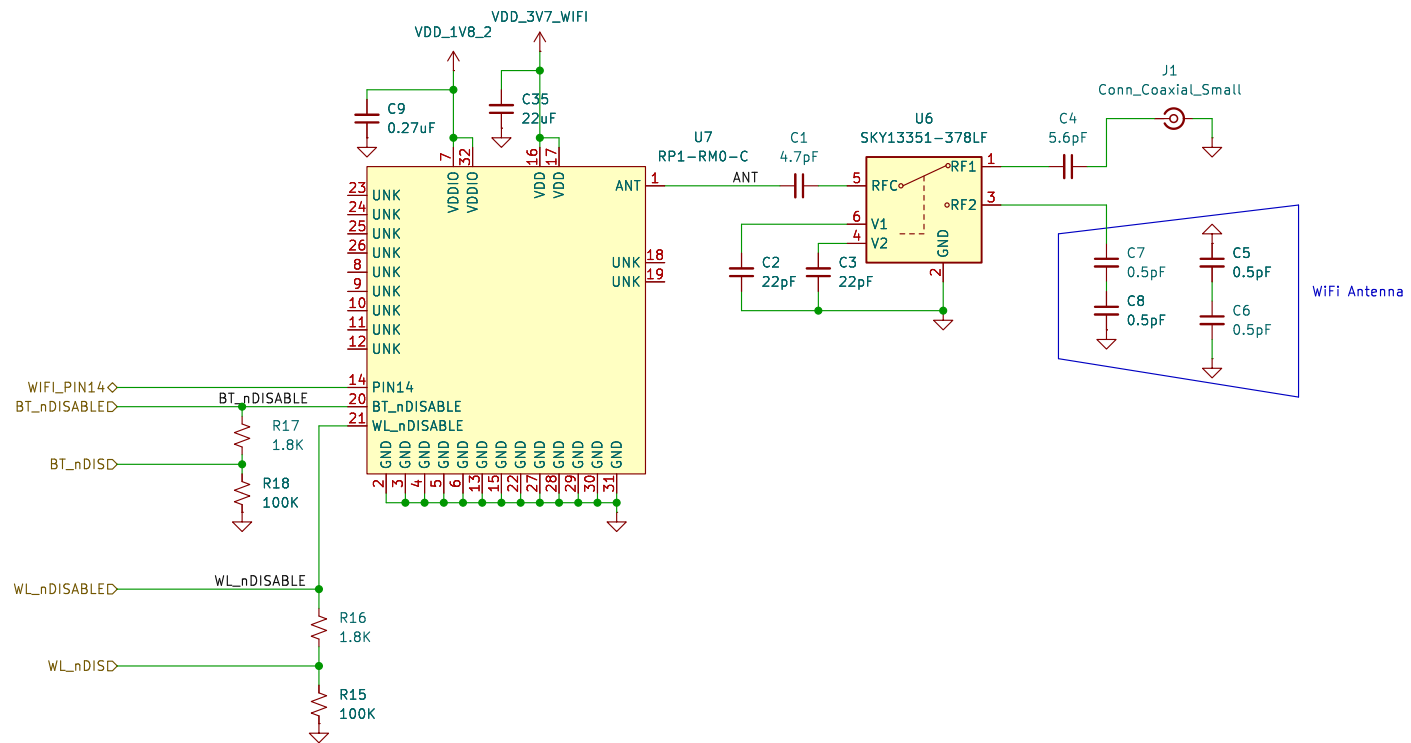 VDD_1V8_2
VDD_3V7_WIFI
C9
0.27uF
C35
22uF
7
32
16
17
VDDIO
VDDIO
VDD
VDD
U7
RP1-RM0-C
ANT
1
ANT
C1
4.7pF
U6
SKY13351-378LF
5
RFC
RF1
1
RF2
3
6
V1
4
V2
GND
2
C4
5.6pF
J1
Conn_Coaxial_Small
C2
22pF
C3
22pF
C7
0.5pF
C8
0.5pF
C5
0.5pF
C6
0.5pF
WiFi Antenna
23
UNK
24
UNK
25
UNK
26
UNK
8
UNK
9
UNK
10
UNK
11
UNK
12
UNK
UNK
18
UNK
19
WIFI_PIN14
14
PIN14
BT_nDISABLE
BT_nDISABLE
20
BT_nDISABLE
21
WL_nDISABLE
R17
1.8K
BT_nDIS
R18
100K
GND
GND
GND
GND
GND
GND
GND
GND
GND
GND
GND
GND
GND
2
3
4
5
6
13
15
22
27
28
29
30
31
WL_nDISABLE
WL_nDISABLE
R16
1.8K
WL_nDIS
R15
100K